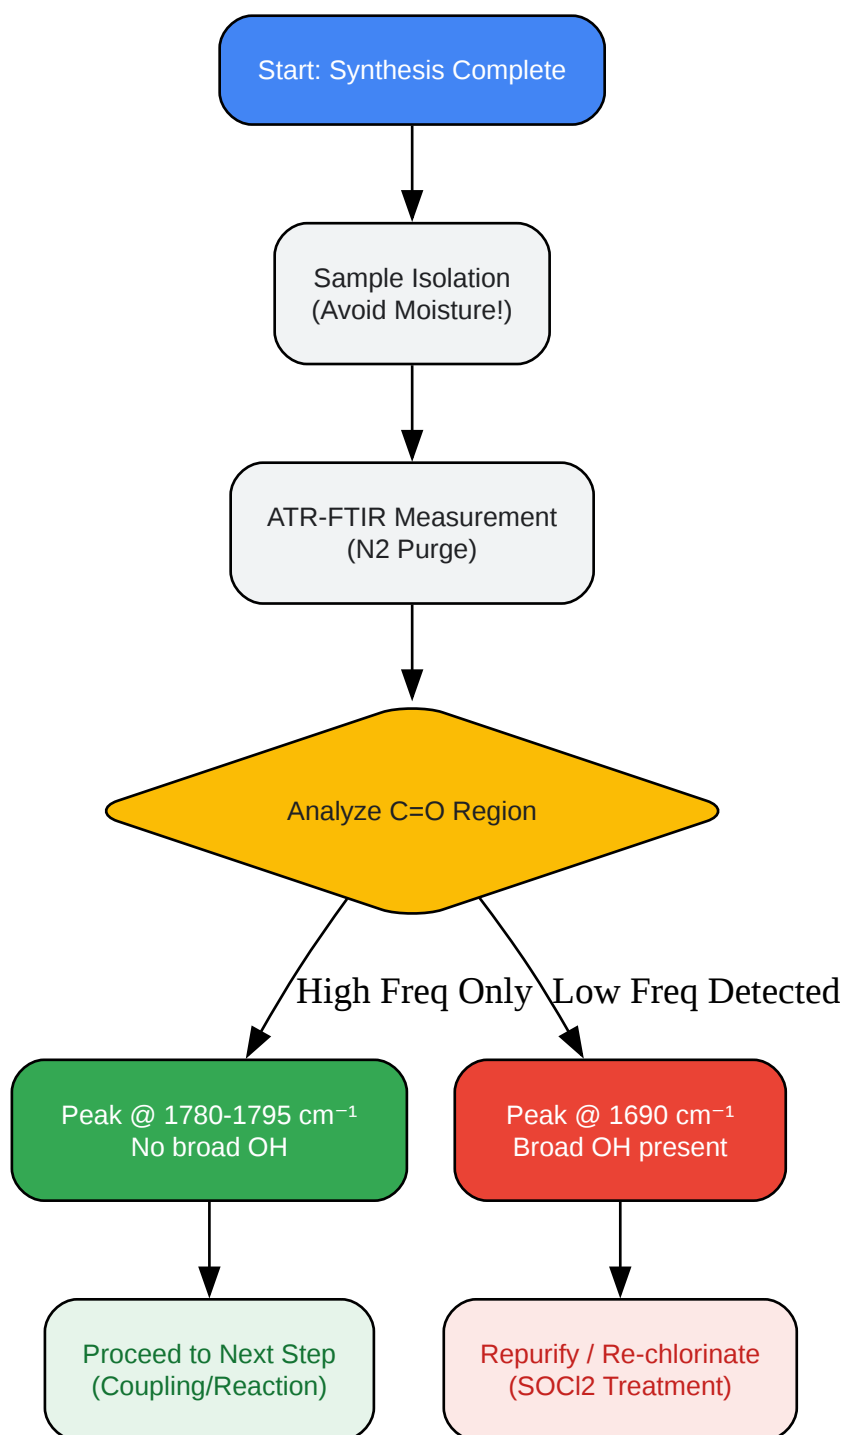 Start: Synthesis Complete
Sample Isolation
(Avoid Moisture!)
ATR-FTIR Measurement
(N2 Purge)
Analyze C=O Region
High Freq Only
Low Freq Detected
Peak @ 1780-1795 cm⁻¹
No broad OH
Peak @ 1690 cm⁻¹
Broad OH present
Proceed to Next Step
(Coupling/Reaction)
Repurify / Re-chlorinate
(SOCl2 Treatment)